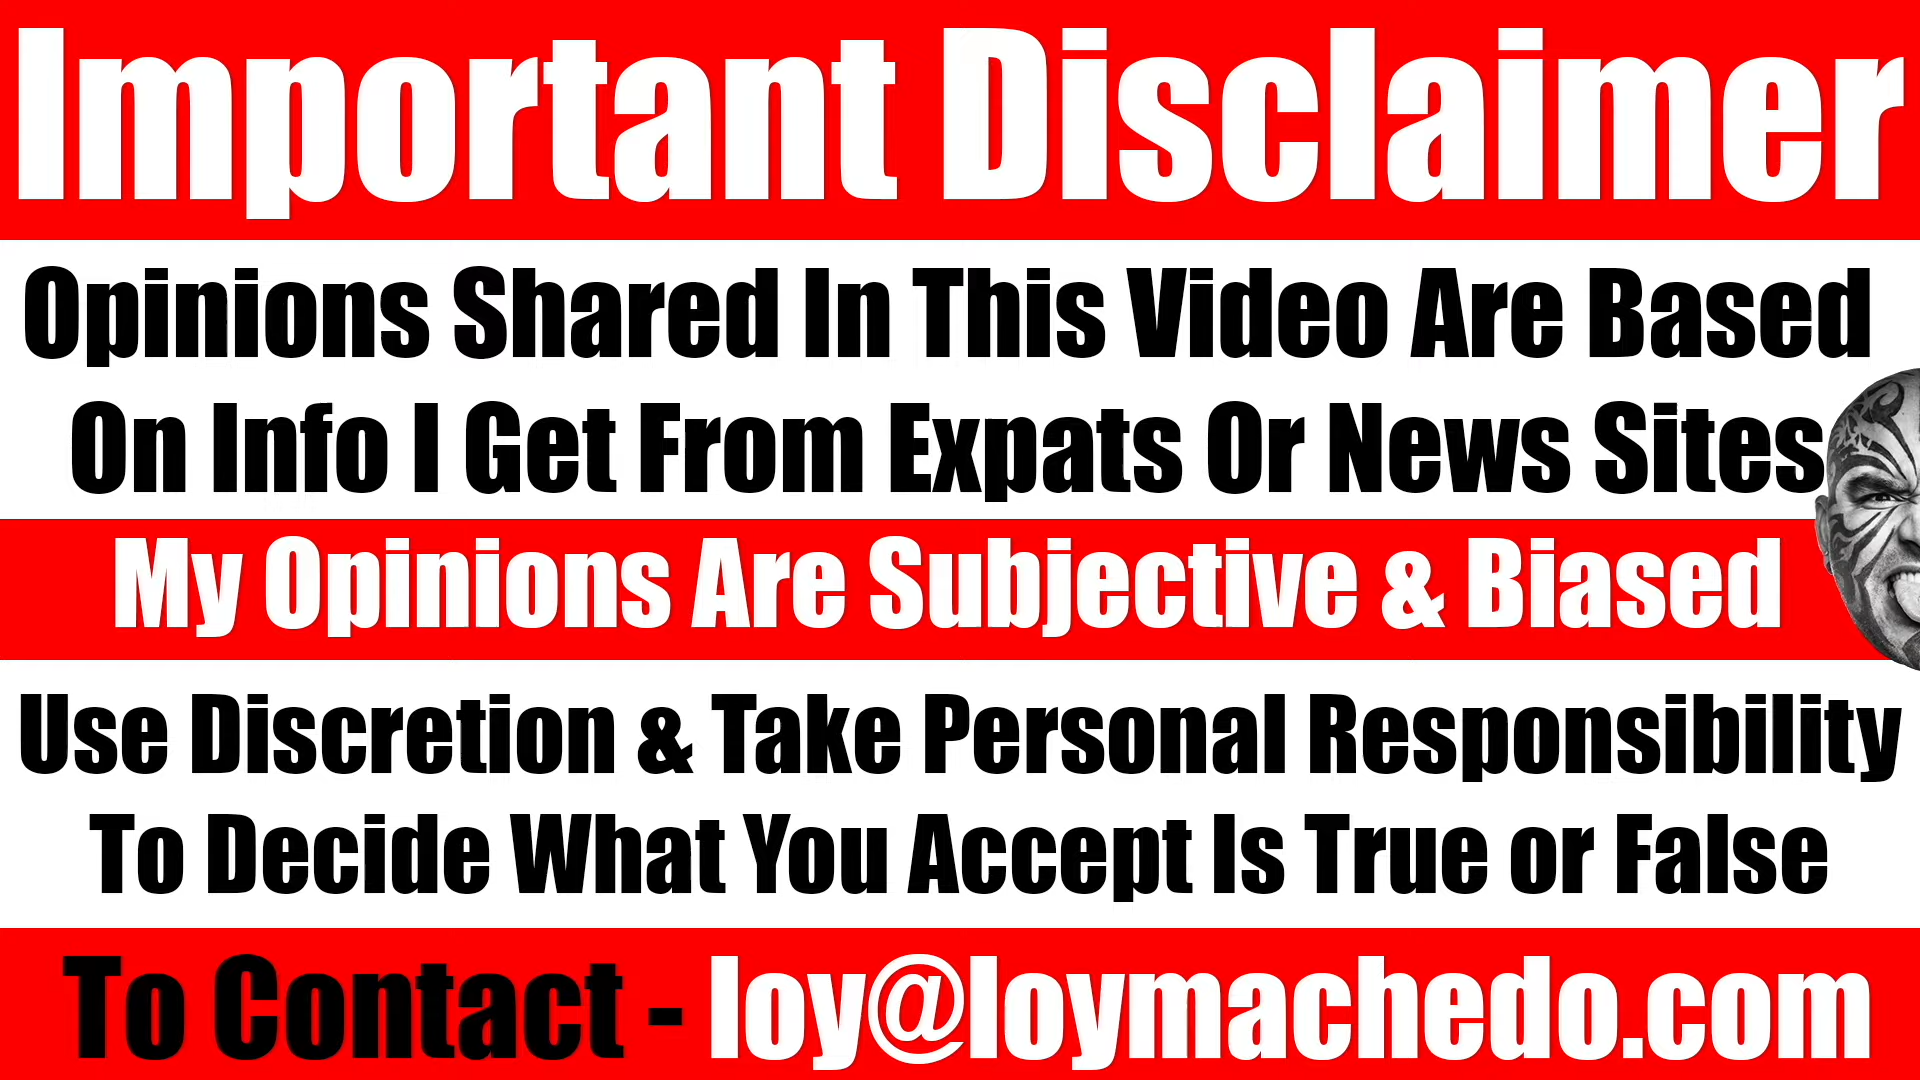 Important Disclaimer
Opinions Shared In This Video Are Based
On Info I Get From Expats Or News Sites
My Opinions Are Subjective & Biased
Use Discretion & Take Personal Responsibility
To Decide What You Accept Is True or False
To Contact - loy@loymachedo.com